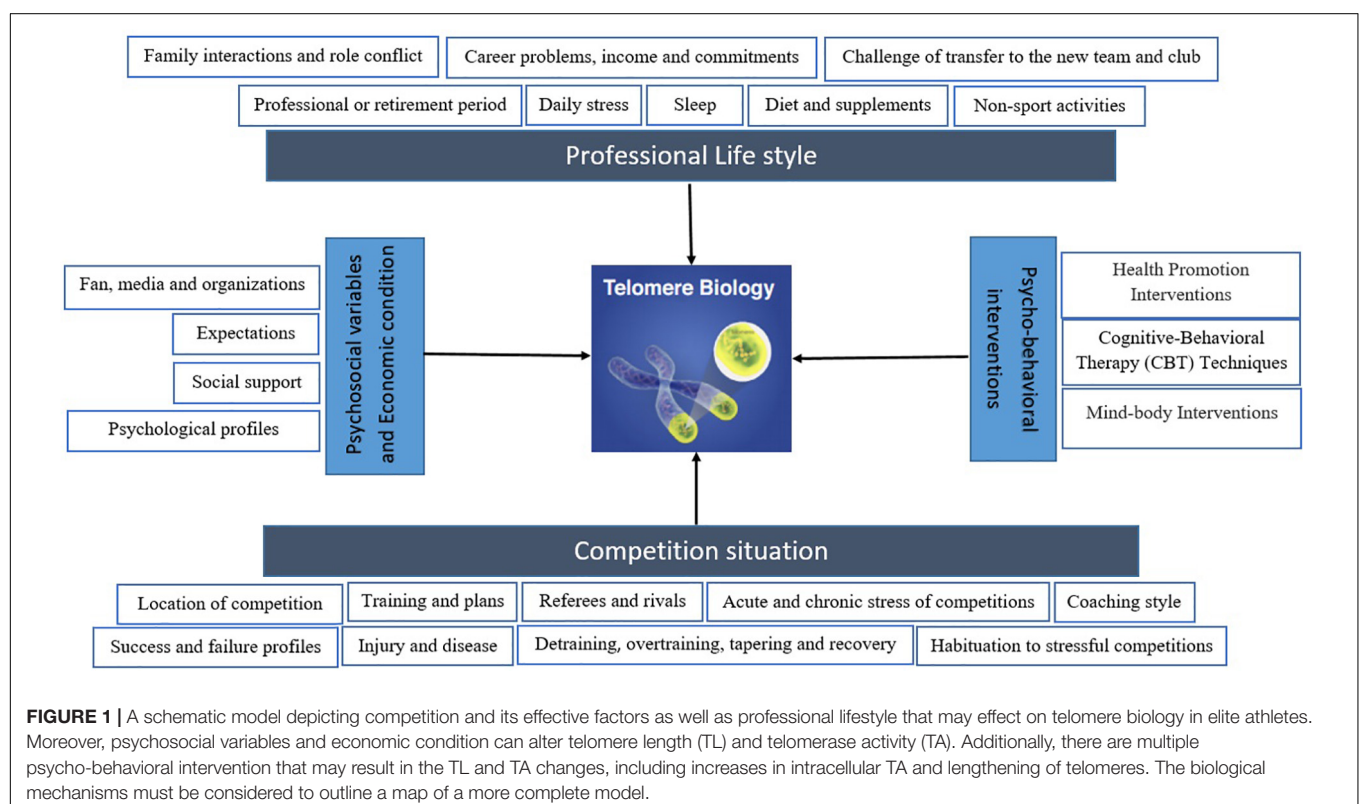 Family interactions and role conflict
Career problems, income and commitments
Challenge of transfer to the new team and club
Professional or retirement period
Daily stress
Sleep
Diet and supplements
Non-sport activities
Professional Life style
Fan, media and organizations
Expectations
Social support
Psychological profiles
Psychosocial variables
and Economic condition
Telomere Biology
Psycho-behavioral
interventions
Health Promotion
Interventions
Cognitive-Behavioral
Therapy (CBT) Techniques
Mind-body Interventions
Competition situation
Location of competition
Training and plans
Referees and rivals
Acute and chronic stress of competitions
Coaching style
Success and failure profiles
Injury and disease
Detraining, overtraining, tapering and recovery
Habituation to stressful competitions
FIGURE 1 | A schematic model depicting competition and its effective factors as well as professional lifestyle that may effect on telomere biology in elite athletes.
Moreover, psychosocial variables and economic condition can alter telomere length (TL) and telomerase activity (TA). Additionally, there are multiple
psycho-behavioral intervention that may result in the TL and TA changes, including increases in intracellular TA and lengthening of telomeres. The biological
mechanisms must be considered to outline a map of a more complete model.